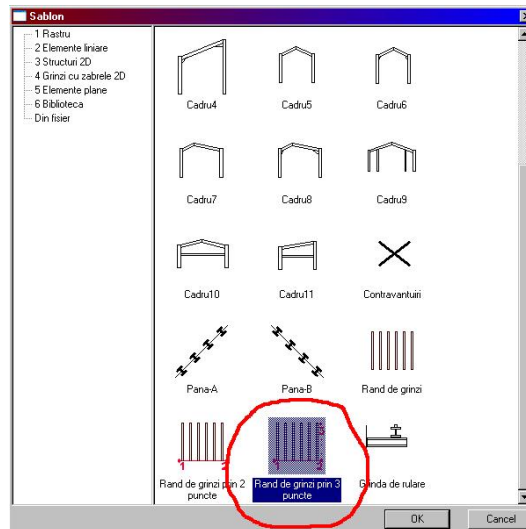 Sablon
1 Rastru
2 Elemente liniare
3 Structuri 2D
4 Grinzi cu zabrele 2D
5 Elemente plane
6 Biblioteca
Din fisier
Cadru4
Cadru5
Cadru6
Cadru7
Cadru8
Cadru9
Cadru10
Cadru11
Contravantuiri
Pana-A
Pana-B
Rand de grinzi
1 2
3
1 2
Rand de grinzi prin 2
puncte
Rand de grinzi prin 3
puncte
Grinda de rulare
OK
Cancel